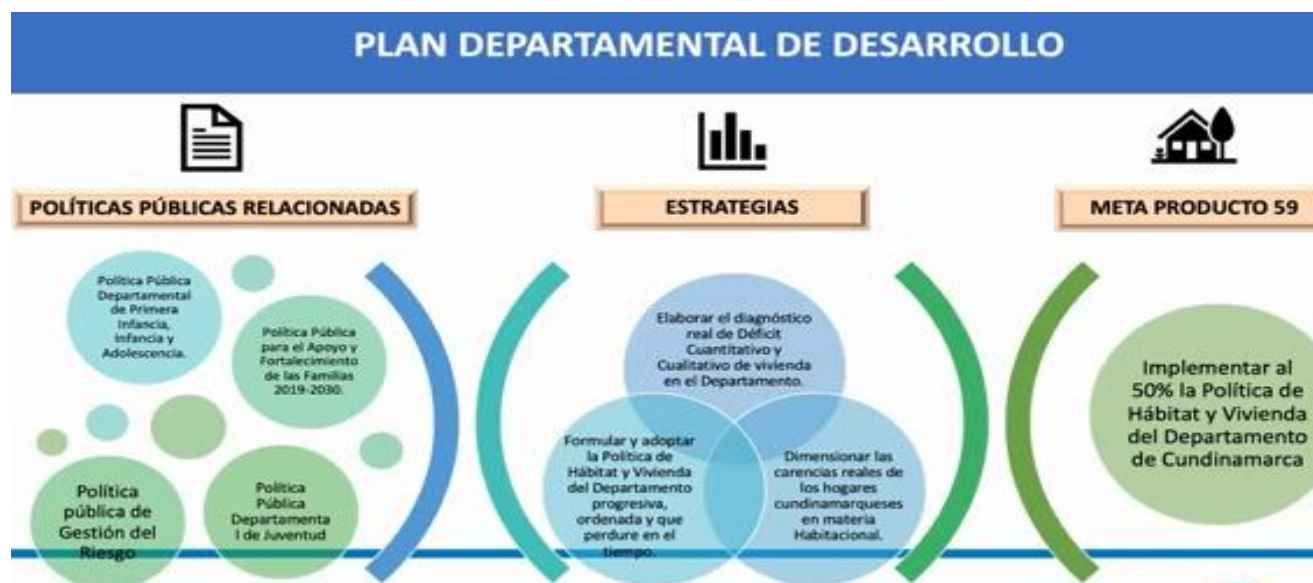 PLAN DEPARTAMENTAL DE DESARROLLO
POLÍTICAS PÚBLICAS RELACIONADAS
Política Pública
Departamental
de Primera
Infancia,
Infancia y
Adolescencia.
Política Pública
para el Apoyo y
Fortalecimiento
de las Familias
2019-2030.
Política
pública de
Gestión del
Riesgo
Política
Pública
Departamenta
l de Juventud
ESTRATEGIAS
Elaborar el diagnóstico
real de Déficit
Cuantitativo y
Cualitativo de vivienda
en el Departamento.
Formular y adoptar
la Política de
Hábitat y Vivienda
del Departamento
progresiva,
ordenada y que
perdure en el
tiempo.
Dimensionar las
carencias reales de
los hogares
cundinamarqueses
en materia
Habitacional.
META PRODUCTO 59
Implementar al
50% la Política de
Hábitat y Vivienda
del Departamento
de Cundinamarca